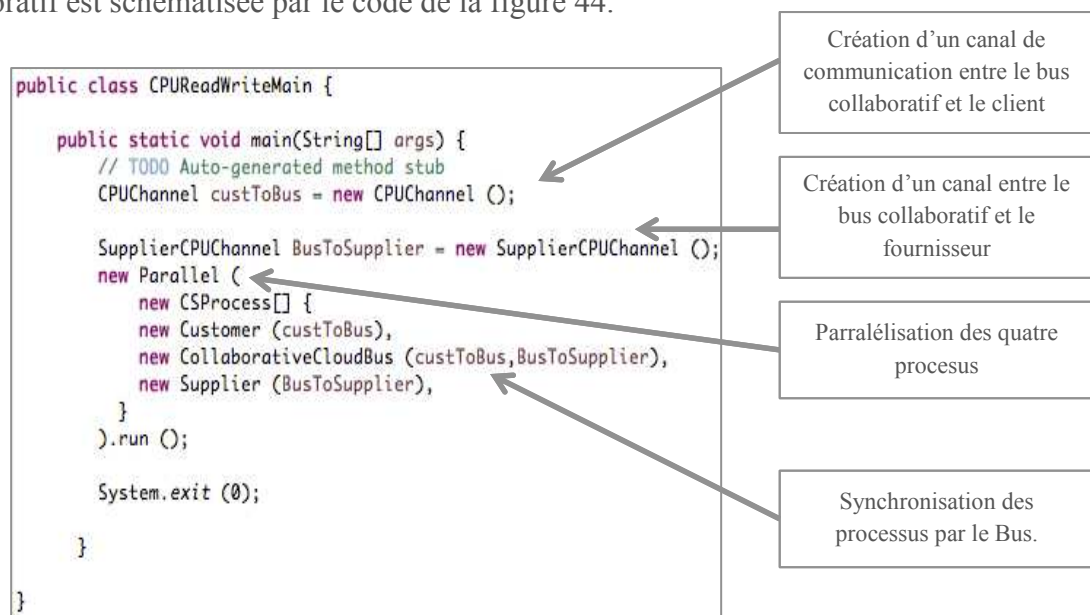 oratif est schématisée par le code de la figure 44.
public class CPUReadWriteMain {
public static void main(String[] args) {
// TODO Auto-generated method stub
CPUChannel custToBus = new CPUChannel ();
SupplierCPUChannel BusToSupplier = new SupplierCPUChannel ();
new Parallel (
new CSProcess[] {
new Customer (custToBus),
new CollaborativeCloudBus (custToBus,BusToSupplier),
new Supplier (BusToSupplier),
}
).run ();
System.exit (0);
}
}
Création d’un canal de
communication entre le bus
collaboratif et le client
Création d’un canal entre le
bus collaboratif et le
fournisseur
Parralélisation des quatre
procesus
Synchronisation des
processus par le Bus.